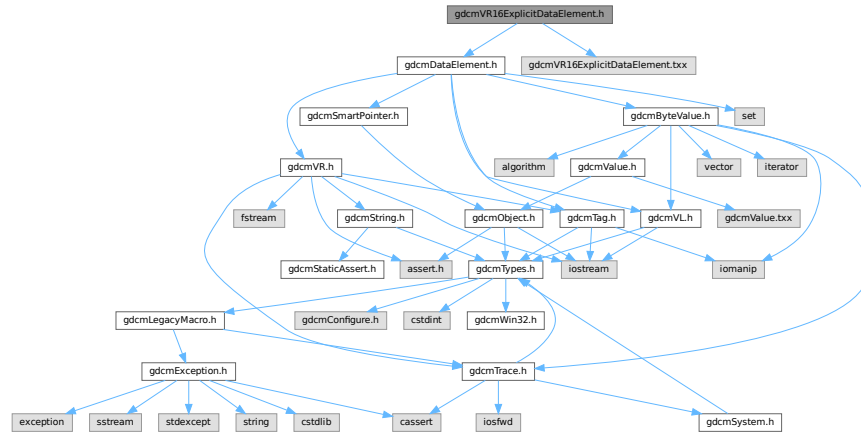 gdcmVR16ExplicitDataElement.h
gdcmDataElement.h
gdcmVR16ExplicitDataElement.txx
gdcmSmartPointer.h
gdcmByteValue.h
set
gdcmVR.h
algorithm
gdcmValue.h
vector
iterator
fstream
gdcmString.h
gdcmObject.h
gdcmTag.h
gdcmVL.h
gdcmValue.txx
gdcmStaticAssert.h
assert.h
gdcmTypes.h
iostream
iomanip
gdcmLegacyMacro.h
gdcmConfigure.h
cstdint
gdcmWin32.h
gdcmException.h
gdcmTrace.h
exception
sstream
stdexcept
string
cstdlib
cassert
iosfwd
gdcmSystem.h